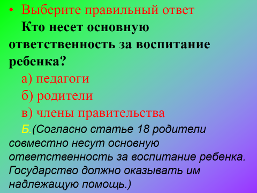 • Выберите правильный ответ
Кто несет основную
ответственность за воспитание
ребенка?
а) педагоги
б) родители
в) члены правительства
Б.(Согласно статье 18 родители
совместно несут основную
ответственность за воспитание ребенка.
Государство должно оказывать им
надлежащую помощь.)